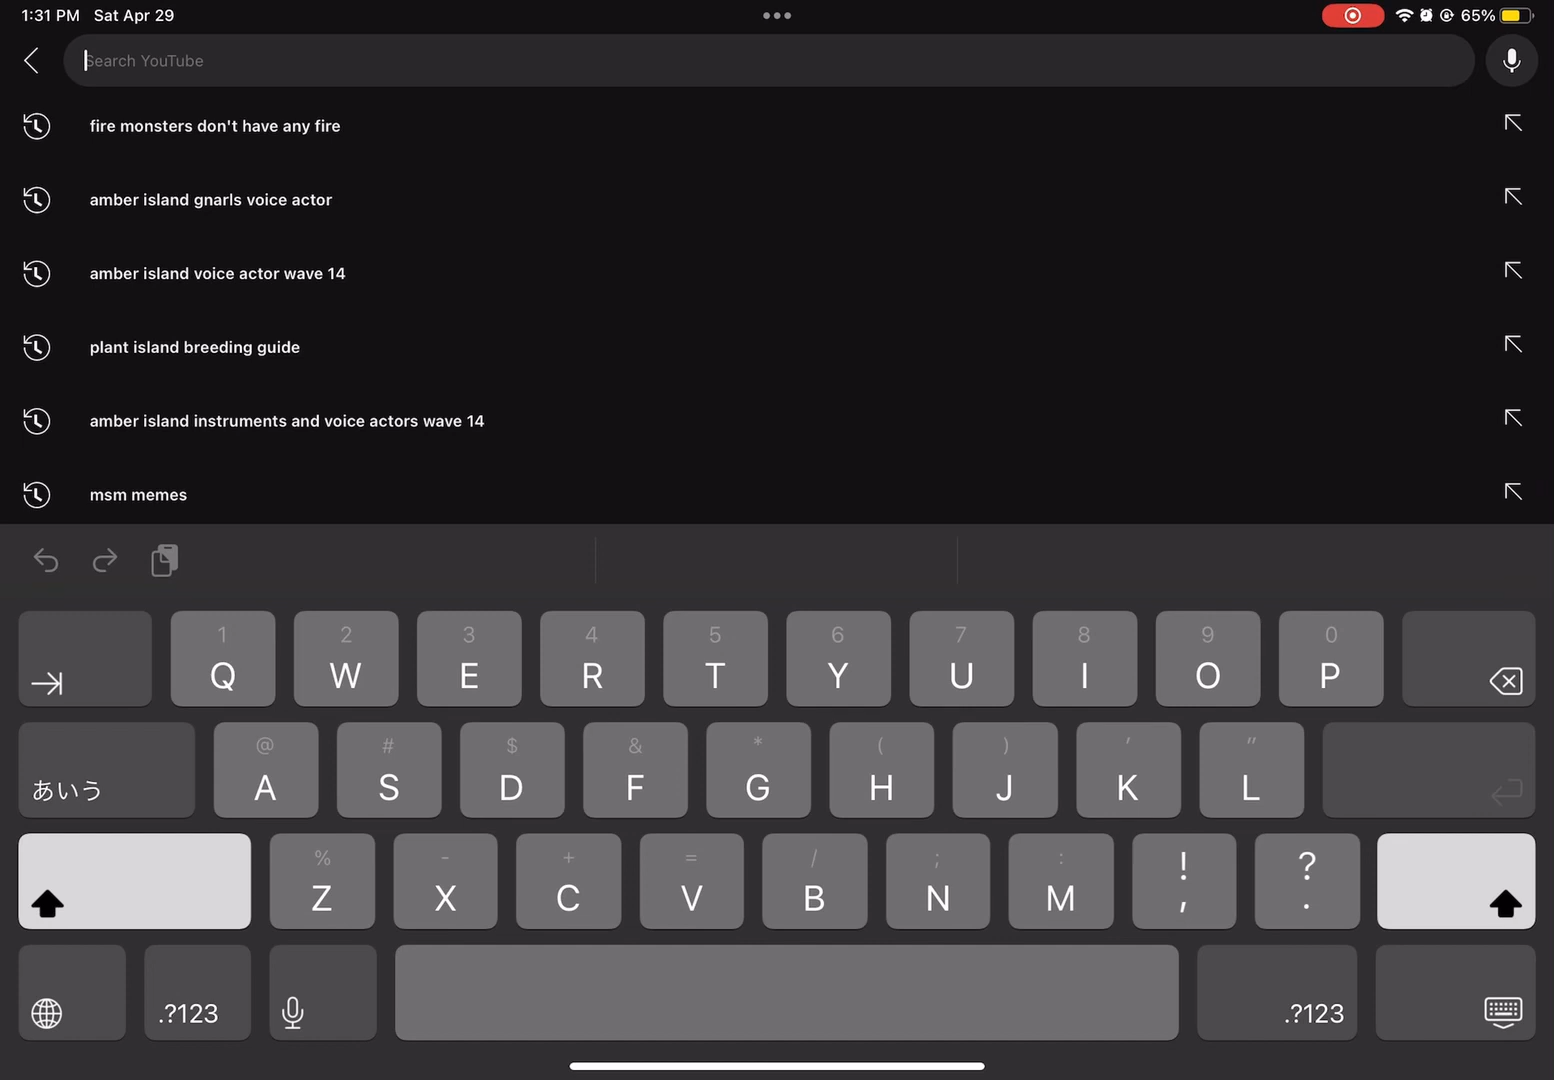 1:31 PM Sat Apr 29
65%
Search YouTube
fire monsters don't have any fire
amber island gnarls voice actor
amber island voice actor wave 14
plant island breeding guide
amber island instruments and voice actors wave 14
msm memes
1 2 3 4 5 6 7 8 9 0
Q W E R T Y U I O P
@ # $ & * ( ) ' "
あいう A S D F G H J K L
% - + = / ; : ! ?
Z X C V B N M , .
.?123 .?123